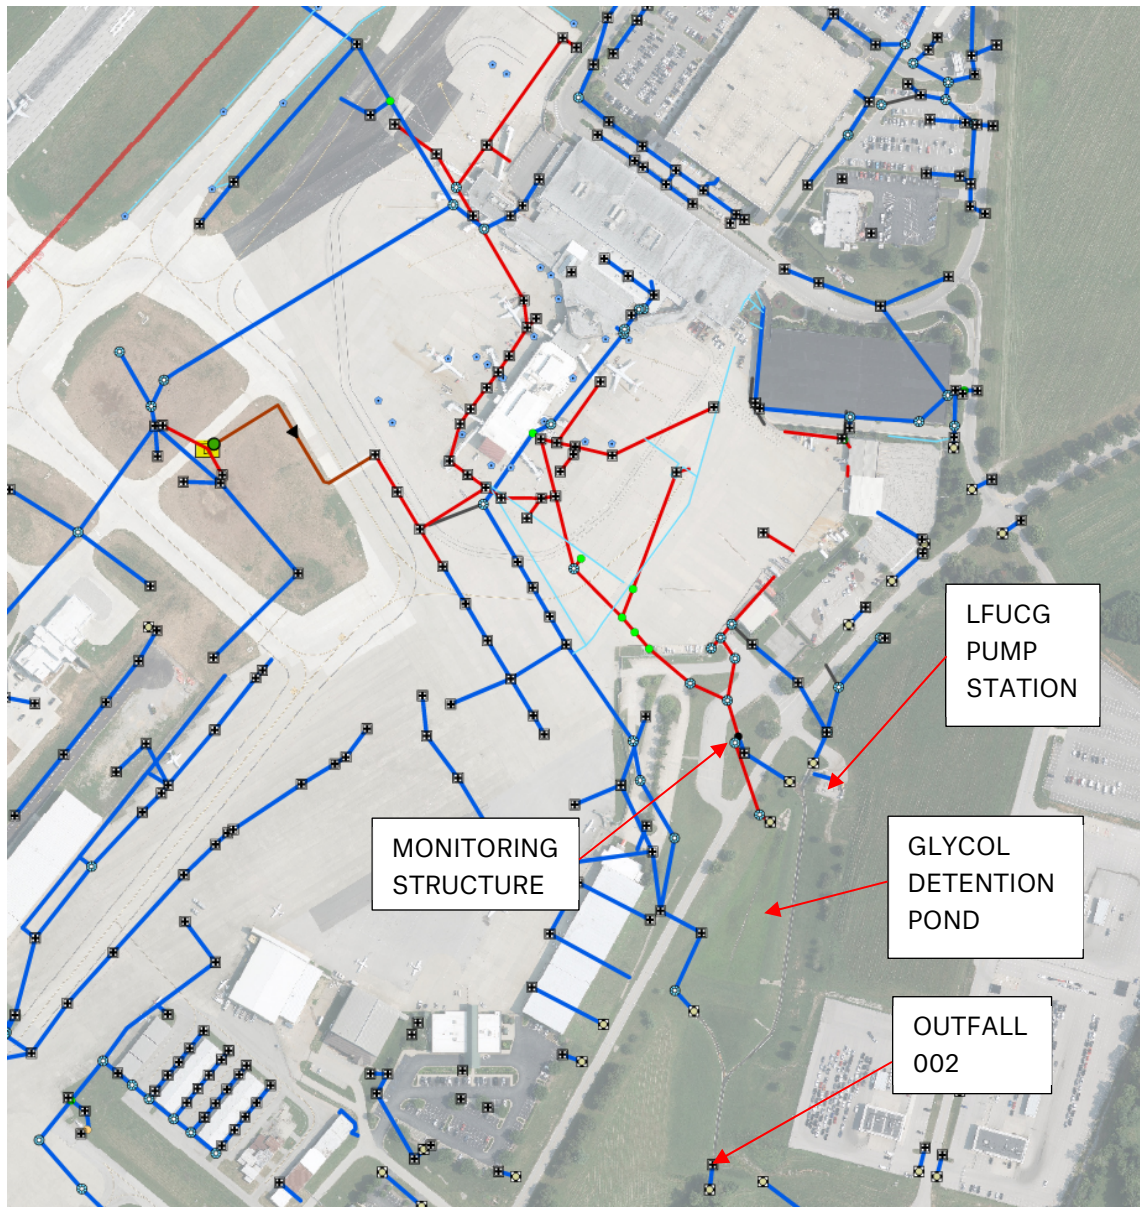 LFUCG
PUMP
STATION
MONITORING
STRUCTURE
GLYCOL
DETENTION
POND
OUTFALL
002